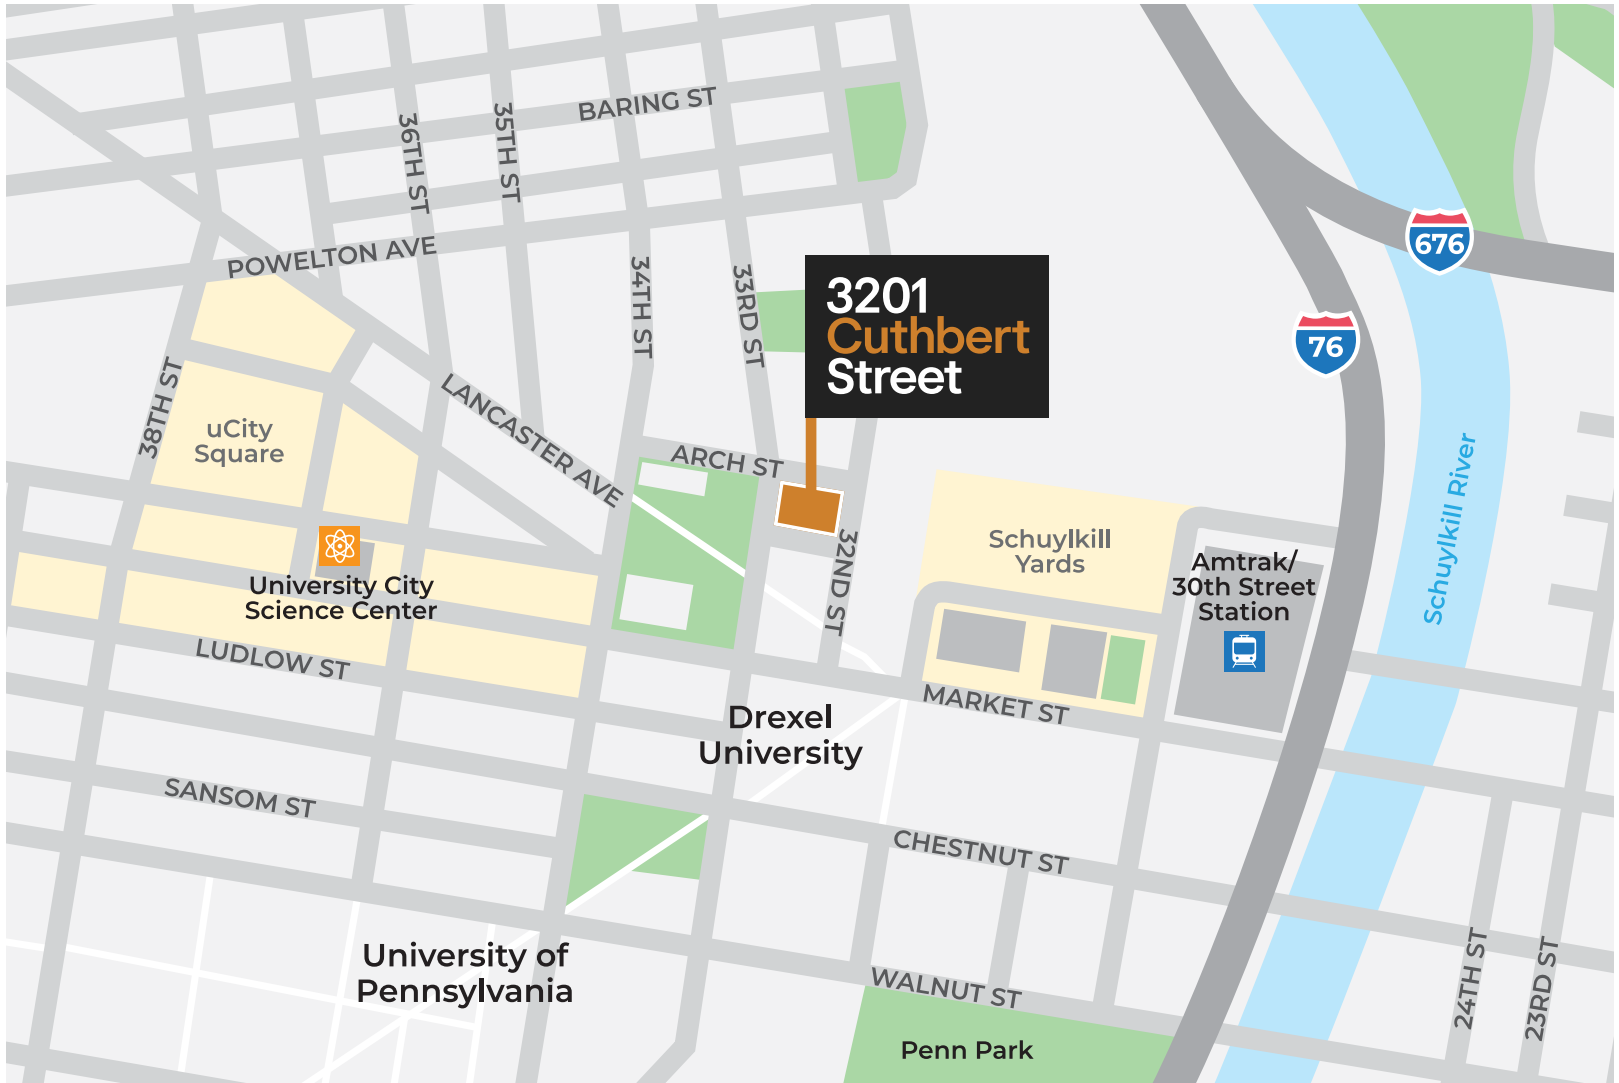 BARING ST
36TH ST
35TH ST
POWELTON AVE
34TH ST
33RD ST
676
3201
Cuthbert
Street
76
38TH ST
LANCASTER AVE
uCity
Square
ARCH ST
Schuylkill River
32ND ST
Schuylkill
Yards
Amtrak/
30th Street
Station
University City
Science Center
LUDLOW ST
MARKET ST
Drexel
University
SANSOM ST
CHESTNUT ST
University of
Pennsylvania
WALNUT ST
24TH ST
23RD ST
Penn Park